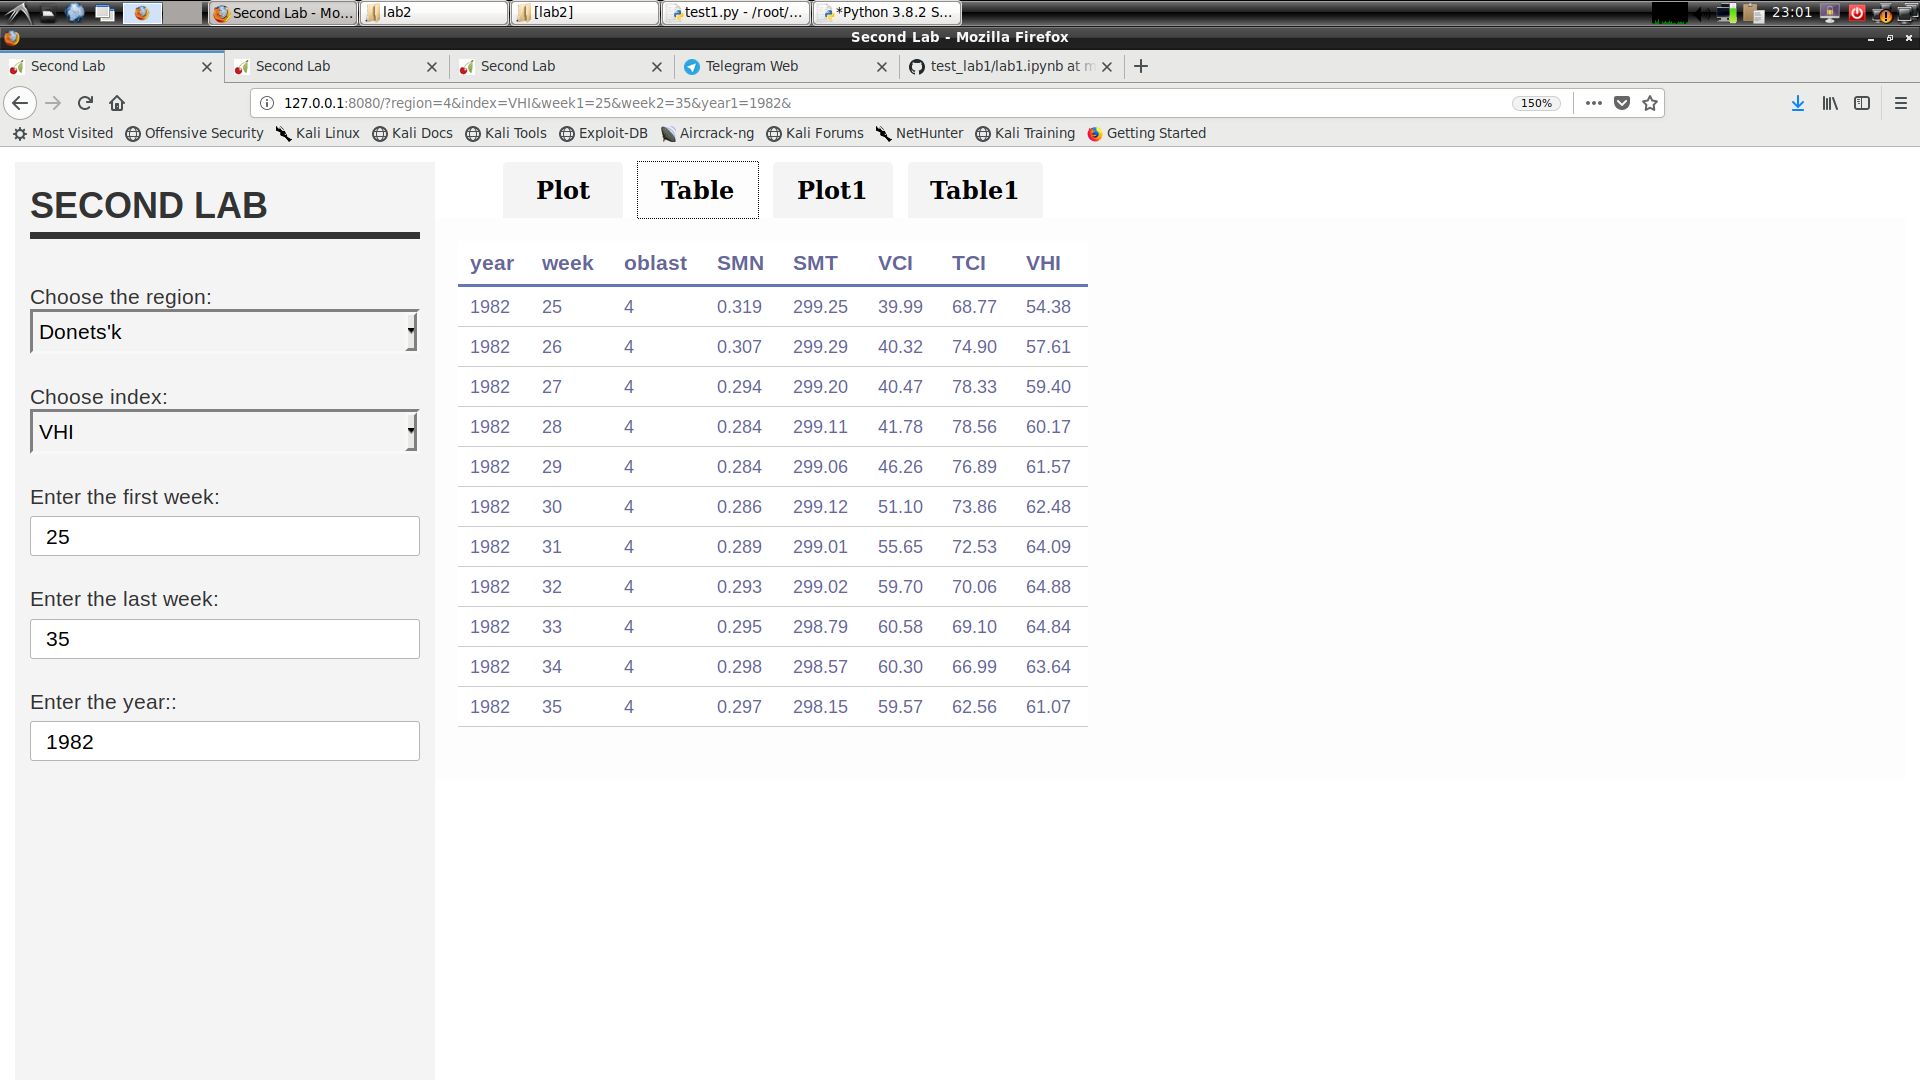 Second Lab - Mo... lab2 [lab2] test1.py - /root/... *Python 3.8.2 S... 23:01
Second Lab - Mozilla Firefox
Second Lab Second Lab Second Lab Telegram Web test_lab1/lab1.ipynb at m
127.0.0.1:8080/?region=4&index=VHI&week1=25&week2=35&year1=1982& 150%
Most Visited Offensive Security Kali Linux Kali Docs Kali Tools Exploit-DB Aircrack-ng Kali Forums NetHunter Kali Training Getting Started
SECOND LAB
Choose the region:
Donets'k
Choose index:
VHI
Enter the first week:
25
Enter the last week:
35
Enter the year::
1982
Plot Table Plot1 Table1
year week oblast SMN SMT VCI TCI VHI
1982 25 4 0.319 299.25 39.99 68.77 54.38
1982 26 4 0.307 299.29 40.32 74.90 57.61
1982 27 4 0.294 299.20 40.47 78.33 59.40
1982 28 4 0.284 299.11 41.78 78.56 60.17
1982 29 4 0.284 299.06 46.26 76.89 61.57
1982 30 4 0.286 299.12 51.10 73.86 62.48
1982 31 4 0.289 299.01 55.65 72.53 64.09
1982 32 4 0.293 299.02 59.70 70.06 64.88
1982 33 4 0.295 298.79 60.58 69.10 64.84
1982 34 4 0.298 298.57 60.30 66.99 63.64
1982 35 4 0.297 298.15 59.57 62.56 61.07